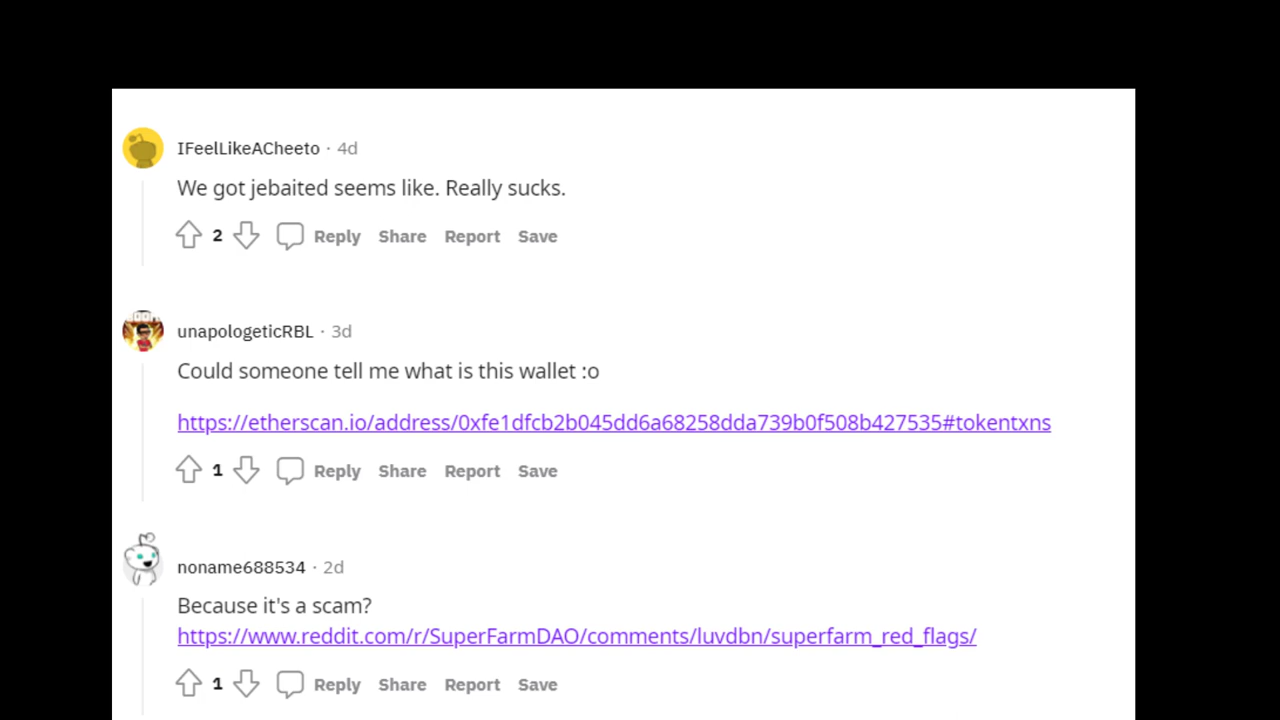 IFeelLikeACheeto · 4d
We got jebaited seems like. Really sucks.
2 Reply Share Report Save
unapologeticRBL · 3d
Could someone tell me what is this wallet :o
https://etherscan.io/address/0xfe1dfcb2b045dd6a68258dda739b0f508b427535#tokentxns
1 Reply Share Report Save
noname688534 · 2d
Because it's a scam?
https://www.reddit.com/r/SuperFarmDAO/comments/luvdbn/superfarm_red_flags/
1 Reply Share Report Save